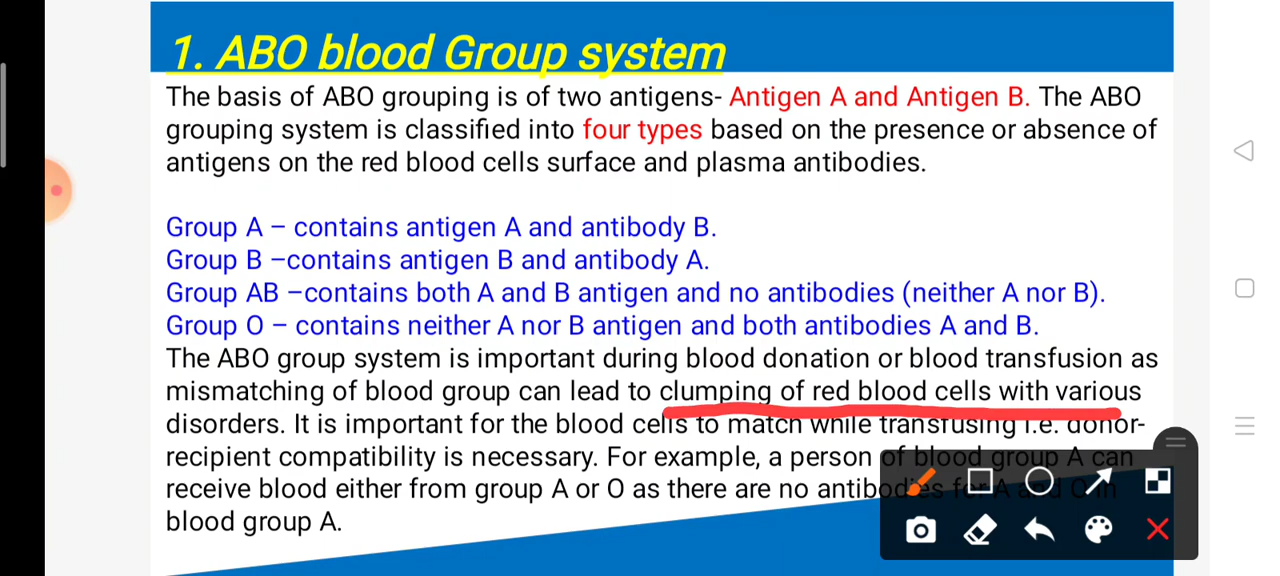 1. ABO blood Group system
The basis of ABO grouping is of two antigens- Antigen A and Antigen B. The ABO
grouping system is classified into four types based on the presence or absence of
antigens on the red blood cells surface and plasma antibodies.
Group A – contains antigen A and antibody B.
Group B –contains antigen B and antibody A.
Group AB –contains both A and B antigen and no antibodies (neither A nor B).
Group O – contains neither A nor B antigen and both antibodies A and B.
The ABO group system is important during blood donation or blood transfusion as
mismatching of blood group can lead to clumping of red blood cells with various
disorders. It is important for the blood cells to match while transfusing i.e. donor-
recipient compatibility is necessary. For example, a person of blood group A can
receive blood either from group A or O as there are no antibodies for A and O in
blood group A.